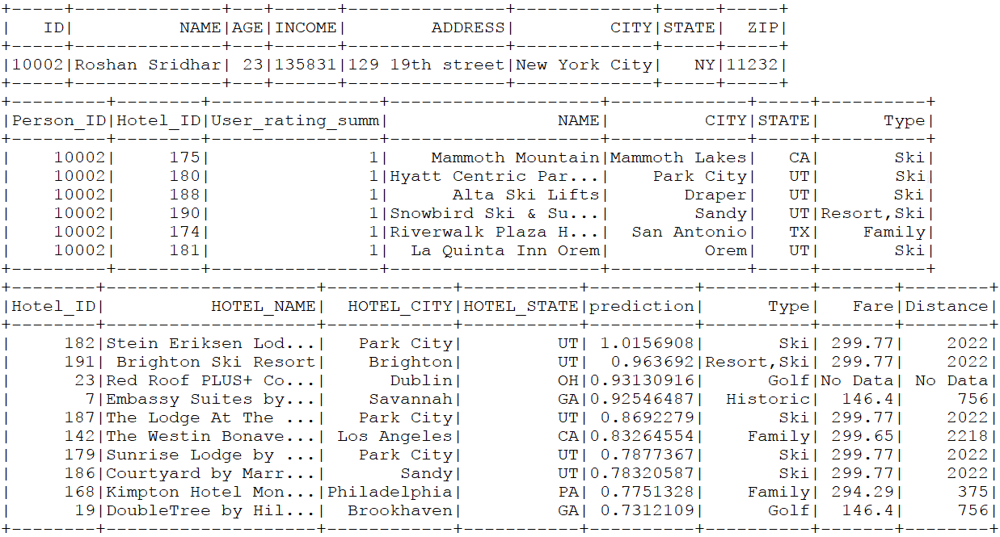 +-----+--------------+---+------+---------------+-------------+-----+-----+
|   ID|          NAME|AGE|INCOME|        ADDRESS|         CITY|STATE|  ZIP|
+-----+--------------+---+------+---------------+-------------+-----+-----+
|10002|Roshan Sridhar| 23|135831|129 19th street|New York City|   NY|11232|
+-----+--------------+---+------+---------------+-------------+-----+-----+
+---------+--------+----------------+--------------------+-------------+-----+----------+
|Person_ID|Hotel_ID|User_rating_summ|                NAME|         CITY|STATE|      Type|
+---------+--------+----------------+--------------------+-------------+-----+----------+
|    10002|     175|               1|    Mammoth Mountain|Mammoth Lakes|   CA|       Ski|
|    10002|     180|               1|Hyatt Centric Par...|    Park City|   UT|       Ski|
|    10002|     188|               1|      Alta Ski Lifts|       Draper|   UT|       Ski|
|    10002|     190|               1|Snowbird Ski & Su...|        Sandy|   UT|Resort,Ski|
|    10002|     174|               1|Riverwalk Plaza H...|  San Antonio|   TX|    Family|
|    10002|     181|               1|  La Quinta Inn Orem|         Orem|   UT|       Ski|
+---------+--------+----------------+--------------------+-------------+-----+----------+
+--------+--------------------+------------+-----------+----------+----------+-------+--------+
|Hotel_ID|          HOTEL_NAME|  HOTEL_CITY|HOTEL_STATE|prediction|      Type|   Fare|Distance|
+--------+--------------------+------------+-----------+----------+----------+-------+--------+
|     182|Stein Eriksen Lod...|   Park City|         UT| 1.0156908|       Ski| 299.77|    2022|
|     191| Brighton Ski Resort|    Brighton|         UT|  0.963692|Resort,Ski| 299.77|    2022|
|      23|Red Roof PLUS+ Co...|      Dublin|         OH|0.93130916|      Golf|No Data| No Data|
|       7|Embassy Suites by...|    Savannah|         GA|0.92546487|  Historic|  146.4|     756|
|     187|The Lodge At The ...|   Park City|         UT| 0.8692279|       Ski| 299.77|    2022|
|     142|The Westin Bonave...| Los Angeles|         CA|0.83264554|    Family| 299.65|    2218|
|     179|Sunrise Lodge by ...|   Park City|         UT| 0.7877367|       Ski| 299.77|    2022|
|     186|Courtyard by Marr...|       Sandy|         UT|0.78320587|       Ski| 299.77|    2022|
|     168|Kimpton Hotel Mon...|Philadelphia|         PA| 0.7751328|    Family| 294.29|     375|
|      19|DoubleTree by Hil...|  Brookhaven|         GA| 0.7312109|      Golf|  146.4|     756|
+--------+--------------------+------------+-----------+----------+----------+-------+--------+